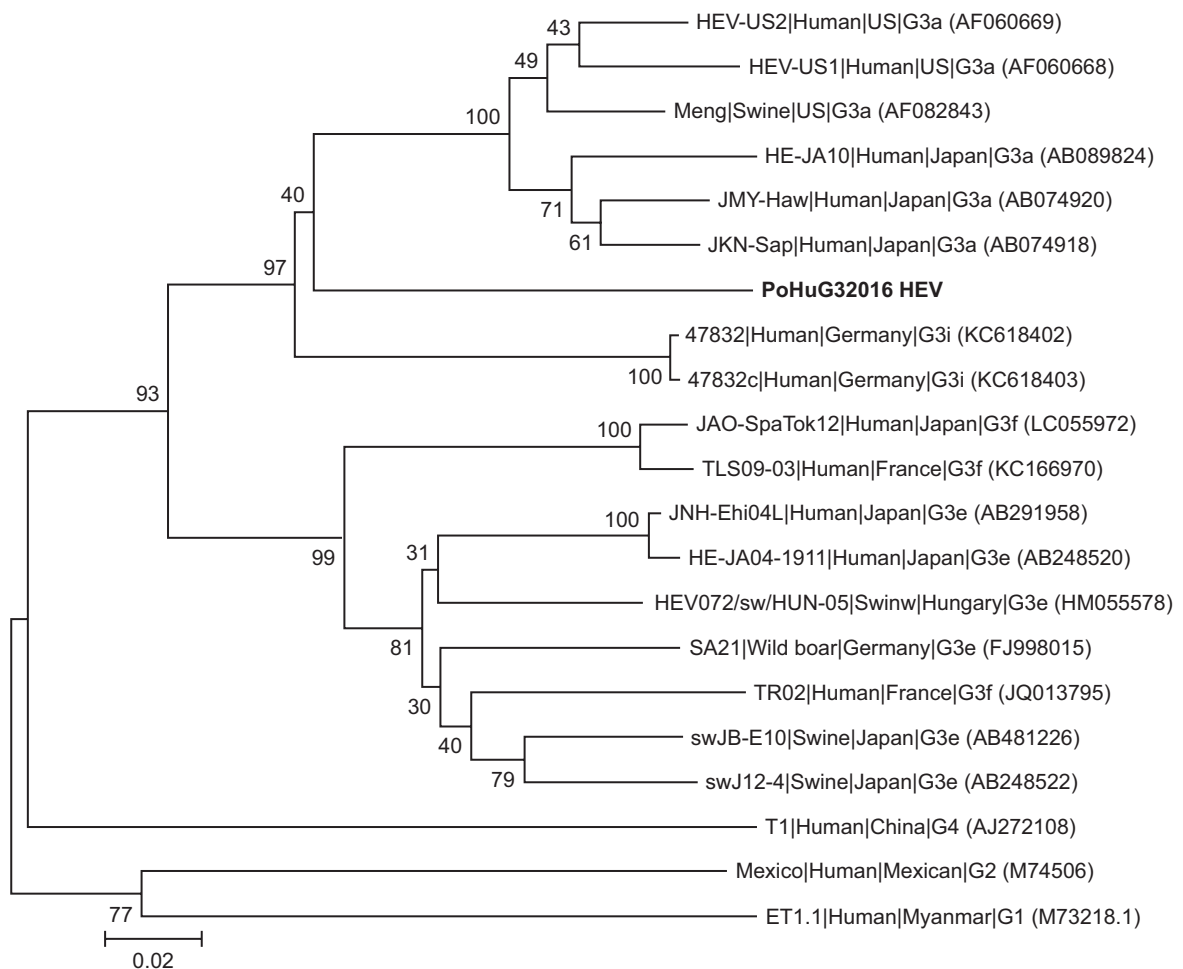 43
HEV-US2|Human|US|G3a (AF060669)
49
HEV-US1|Human|US|G3a (AF060668)
100
Meng|Swine|US|G3a (AF082843)
HE-JA10|Human|Japan|G3a (AB089824)
40
71
JMY-Haw|Human|Japan|G3a (AB074920)
61
JKN-Sap|Human|Japan|G3a (AB074918)
97
PoHuG32016 HEV
47832|Human|Germany|G3i (KC618402)
100
47832c|Human|Germany|G3i (KC618403)
93
100
JAO-SpaTok12|Human|Japan|G3f (LC055972)
TLS09-03|Human|France|G3f (KC166970)
100
JNH-Ehi04L|Human|Japan|G3e (AB291958)
99
31
HE-JA04-1911|Human|Japan|G3e (AB248520)
HEV072/sw/HUN-05|Swinw|Hungary|G3e (HM055578)
81
SA21|Wild boar|Germany|G3e (FJ998015)
30
TR02|Human|France|G3f (JQ013795)
40
swJB-E10|Swine|Japan|G3e (AB481226)
79
swJ12-4|Swine|Japan|G3e (AB248522)
T1|Human|China|G4 (AJ272108)
Mexico|Human|Mexican|G2 (M74506)
77
ET1.1|Human|Myanmar|G1 (M73218.1)
0.02